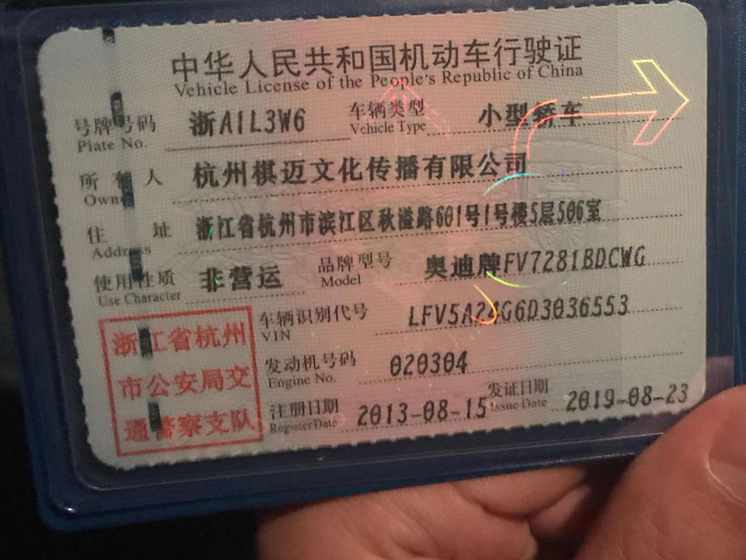 中华人民共和国机动车行驶证
Vehicle License of the People's Republic of China
号牌号码 浙A1L3W6 车辆类型 小型轿车
Plate No. Vehicle Type
所有人 杭州棋迈文化传播有限公司
Owner
住址 浙江省杭州市滨江区秋溢路601号1号楼5层506室
Address
使用性质 非营运 品牌型号 奥迪牌FV7281BDCWG
Use Character Model
车辆识别代号 LFV5A24G6D3036553
VIN
发动机号码 020304
Engine No.
注册日期 2013-08-15 发证日期 2019-08-23
Register Date Issue Date
浙江省杭州
市公安局交
通警察支队